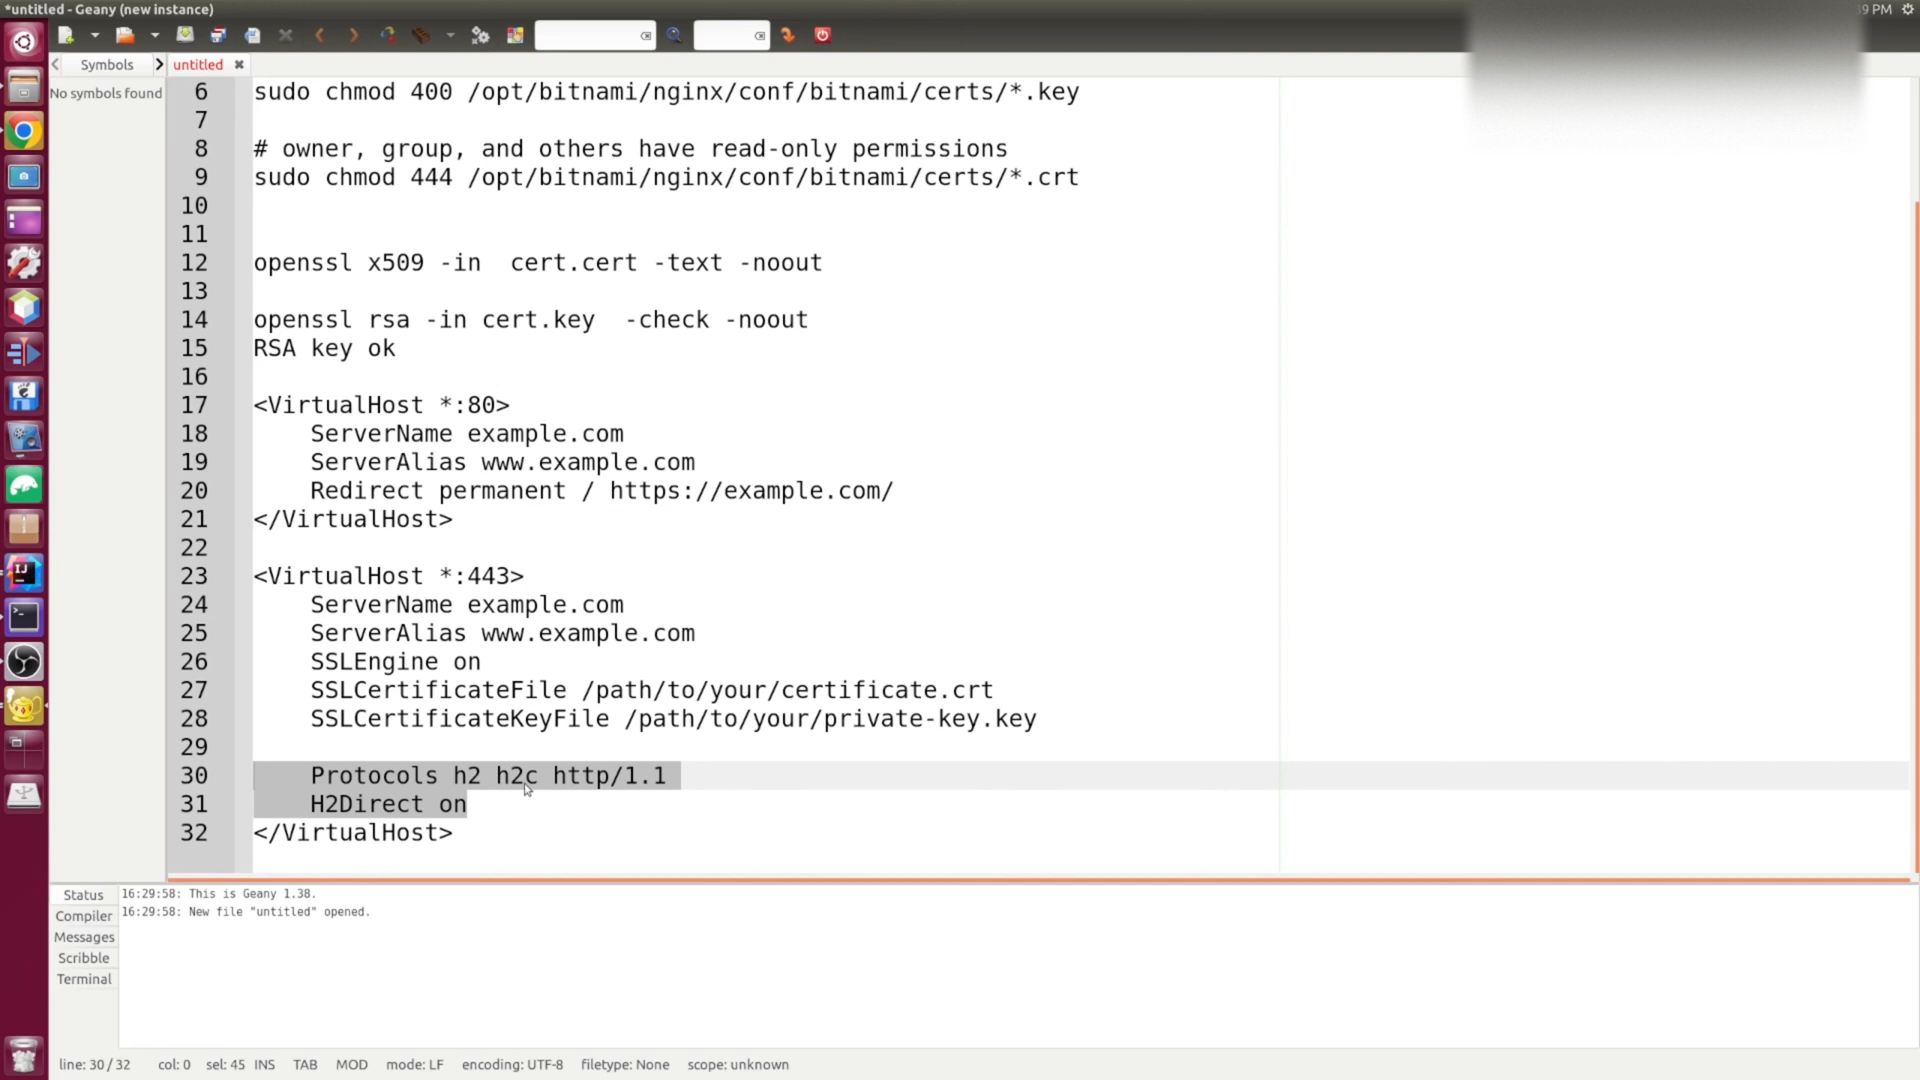 *untitled - Geany (new instance)
9 PM
Symbols
untitled
No symbols found
6 sudo chmod 400 /opt/bitnami/nginx/conf/bitnami/certs/*.key
7
8 # owner, group, and others have read-only permissions
9 sudo chmod 444 /opt/bitnami/nginx/conf/bitnami/certs/*.crt
10
11
12 openssl x509 -in  cert.cert -text -noout
13
14 openssl rsa -in cert.key  -check -noout
15 RSA key ok
16
17 <VirtualHost *:80>
18     ServerName example.com
19     ServerAlias www.example.com
20     Redirect permanent / https://example.com/
21 </VirtualHost>
22
23 <VirtualHost *:443>
24     ServerName example.com
25     ServerAlias www.example.com
26     SSLEngine on
27     SSLCertificateFile /path/to/your/certificate.crt
28     SSLCertificateKeyFile /path/to/your/private-key.key
29
30     Protocols h2 h2c http/1.1
31     H2Direct on
32 </VirtualHost>
Status
Compiler
Messages
Scribble
Terminal
16:29:58: This is Geany 1.38.
16:29:58: New file "untitled" opened.
line: 30 / 32 col: 0 sel: 45 INS TAB MOD mode: LF encoding: UTF-8 filetype: None scope: unknown